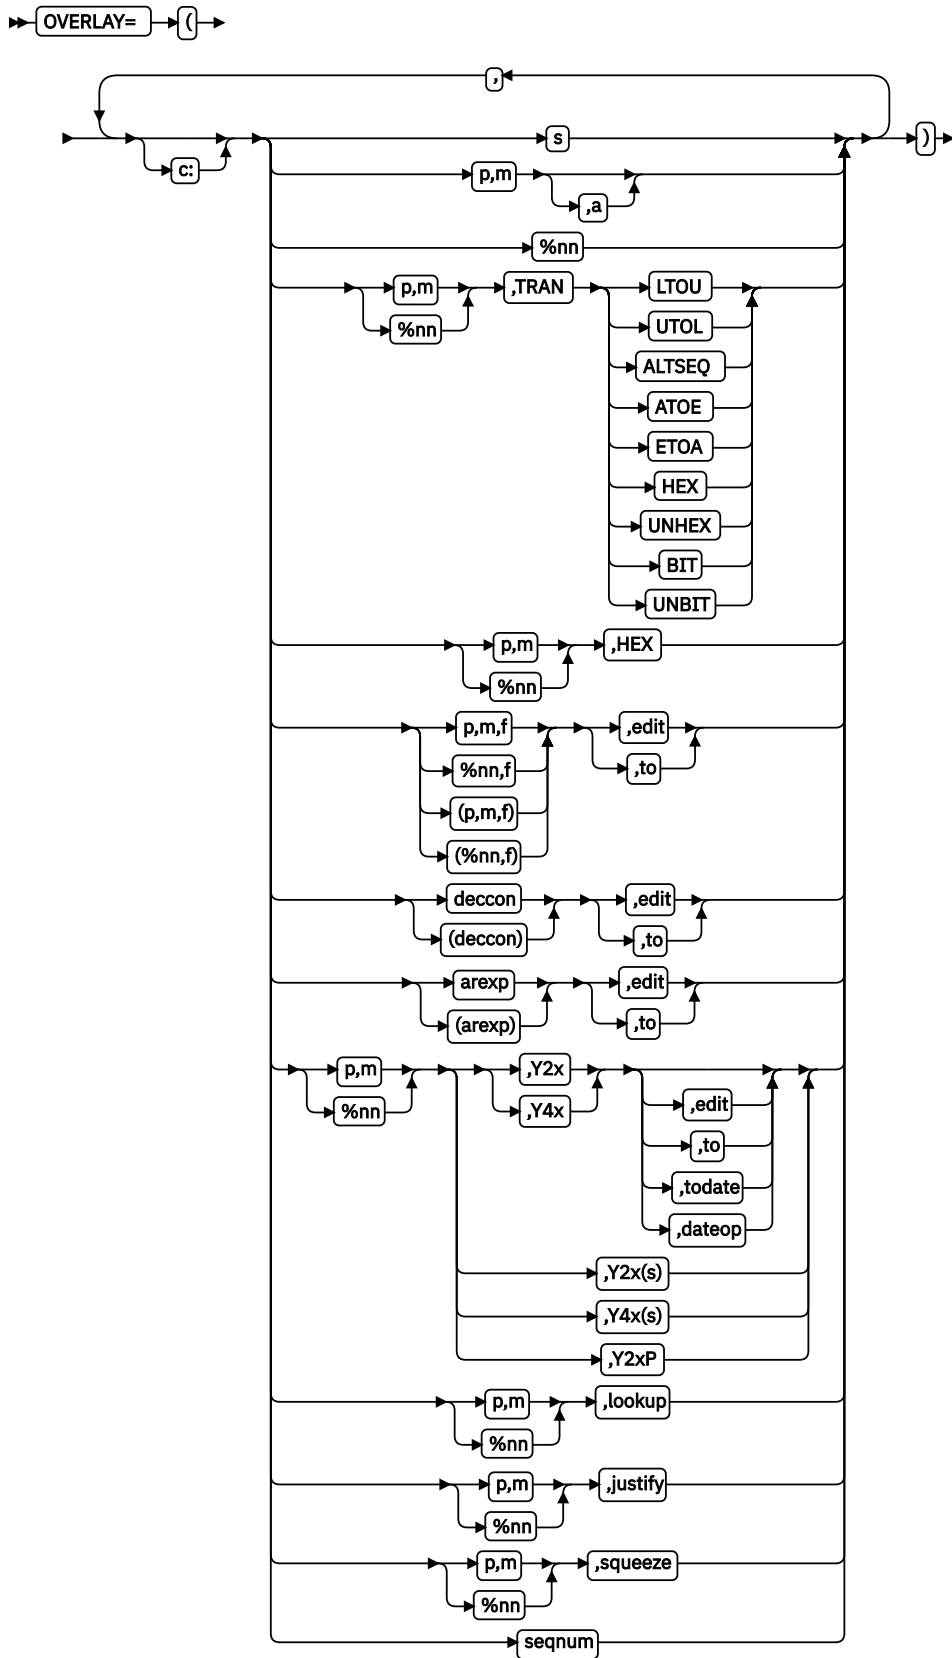 OVERLAY= (
,
s )
c:
p,m
,a
%nn
p,m ,TRAN LTOU
%nn UTOL
ALTSEQ
ATOE
ETOA
HEX
UNHEX
BIT
UNBIT
p,m ,HEX
%nn
p,m,f ,edit
%nn,f ,to
(p,m,f)
(%nn,f)
deccon ,edit
(deccon) ,to
arexp ,edit
(arexp) ,to
p,m ,Y2x
%nn ,Y4x ,edit
,to
,todate
,dateop
,Y2x(s)
,Y4x(s)
,Y2xP
p,m ,lookup
%nn
p,m ,justify
%nn
p,m ,squeeze
%nn
seqnum